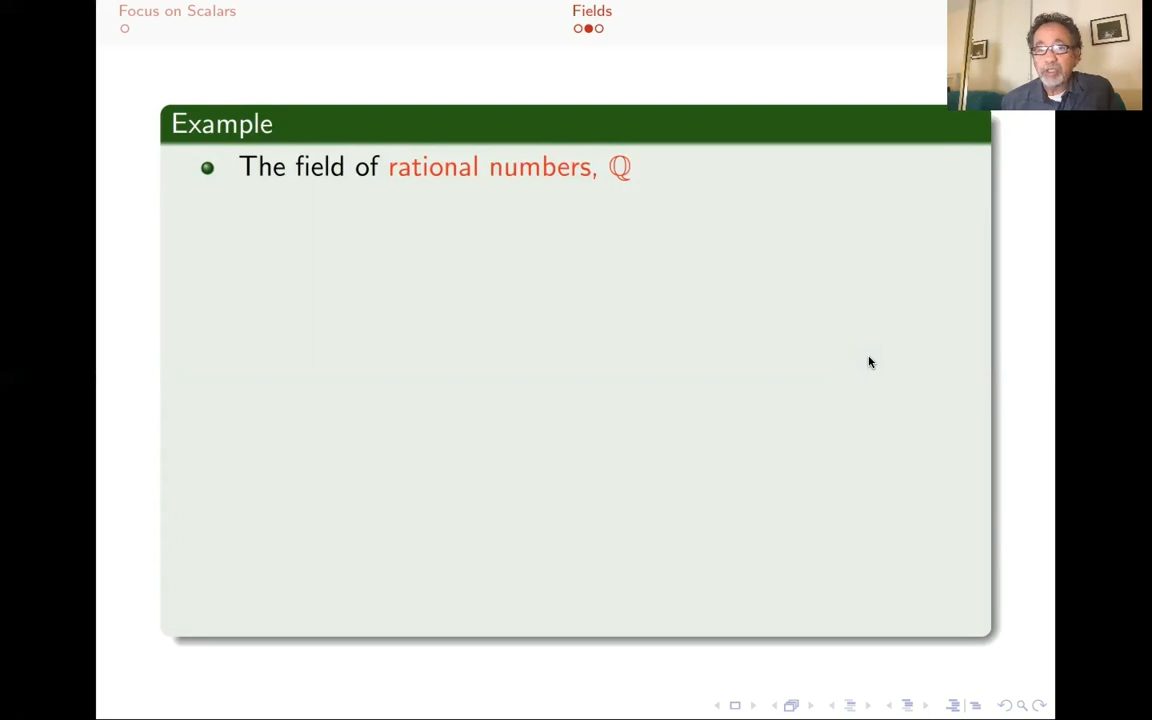 Focus on Scalars
Fields
Example
The field of rational numbers, ℚ